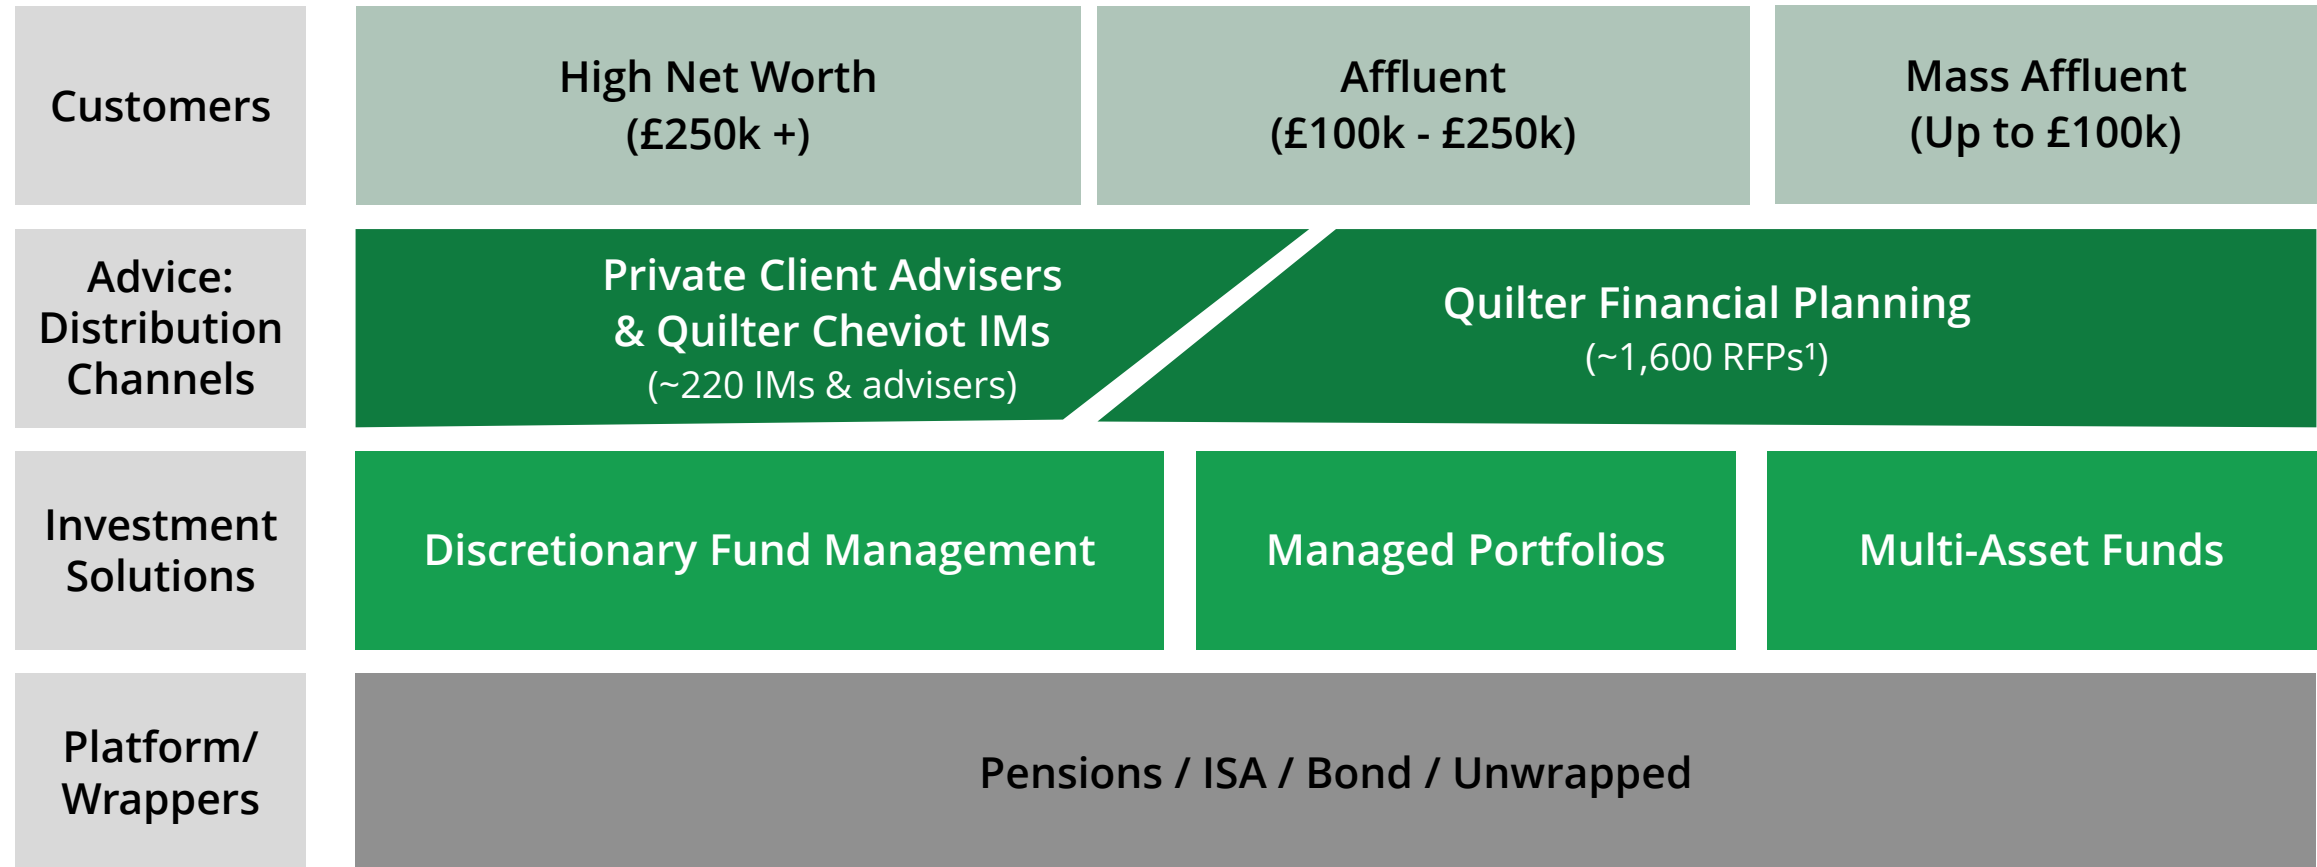 Customers
High Net Worth
(£250k +)
Affluent
(£100k - £250k)
Mass Affluent
(Up to £100k)
Advice:
Distribution
Channels
Private Client Advisers
& Quilter Cheviot IMs
(~220 IMs & advisers)
Quilter Financial Planning
(~1,600 RFPs¹)
Investment
Solutions
Discretionary Fund Management
Managed Portfolios
Multi-Asset Funds
Platform/
Wrappers
Pensions / ISA / Bond / Unwrapped